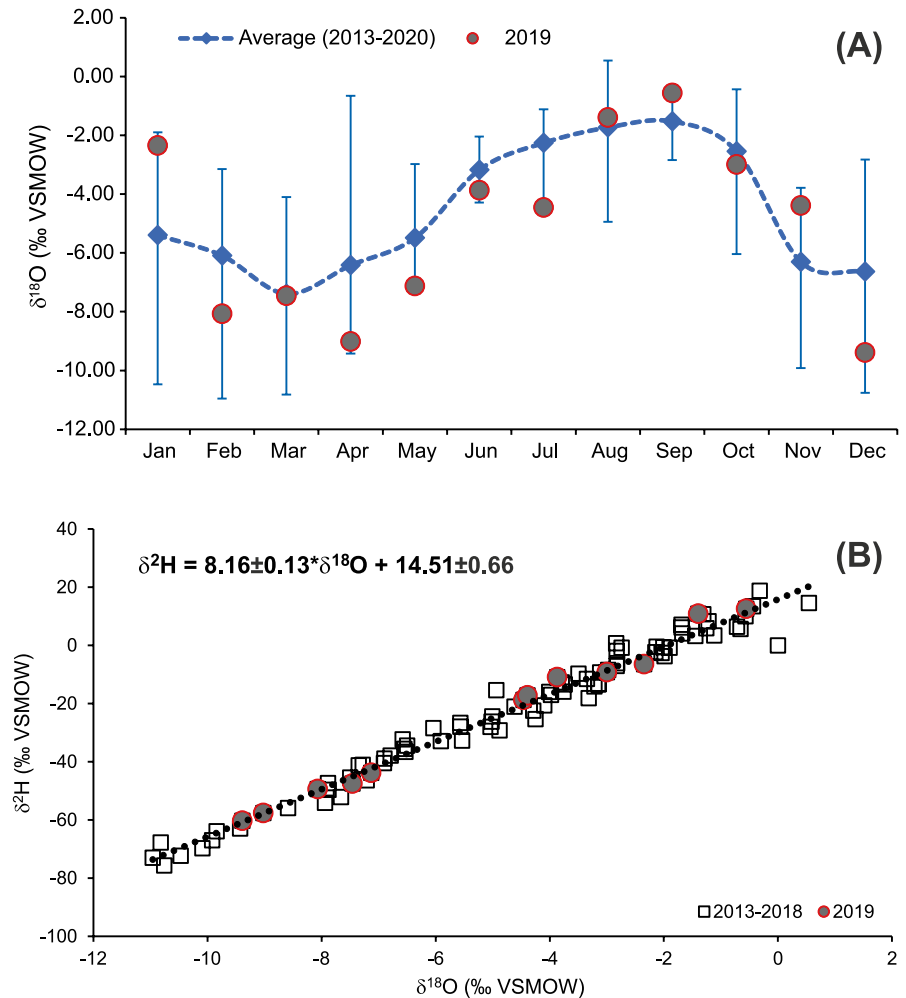 2.00
0.00
-2.00
-4.00
-6.00
-8.00
-10.00
-12.00
δ¹⁸O (‰ VSMOW)
Average (2013-2020) 2019
(A)
Jan Feb Mar Apr May Jun Jul Aug Sep Oct Nov Dec
40
20
0
-20
-40
-60
-80
-100
δ²H (‰ VSMOW)
δ²H = 8.16±0.13*δ¹⁸O + 14.51±0.66
(B)
2013-2018 2019
-12 -10 -8 -6 -4 -2 0 2
δ¹⁸O (‰ VSMOW)